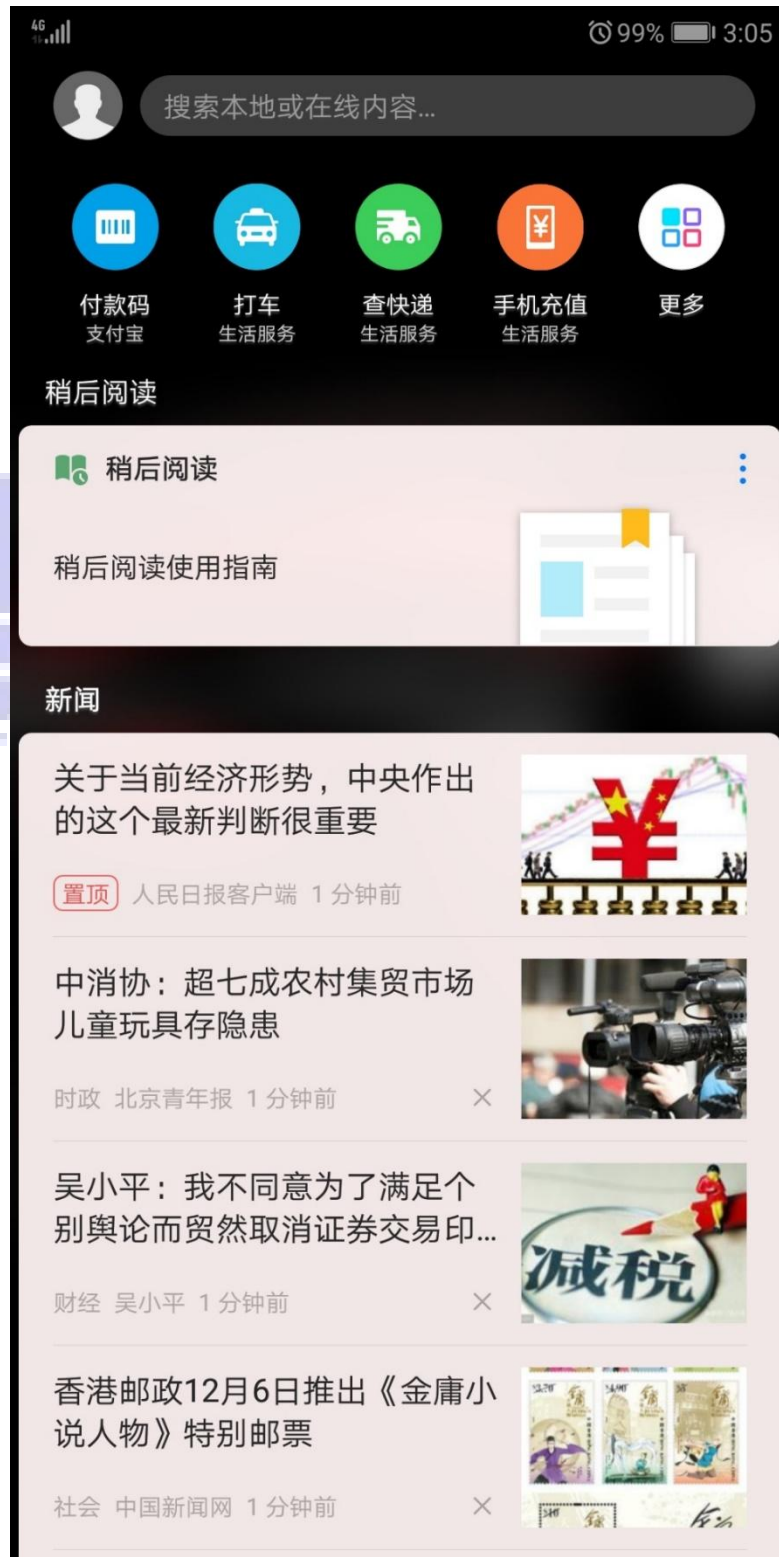 4G
99%
3:05
搜索本地或在线内容...
付款码
打车
查快递
手机充值
更多
支付宝
生活服务
生活服务
生活服务
稍后阅读
稍后阅读
稍后阅读使用指南
新闻
关于当前经济形势，中央作出
的这个最新判断很重要
置顶 人民日报客户端 1分钟前
中消协：超七成农村集贸市场
儿童玩具存隐患
时政 北京青年报 1分钟前
吴小平：我不同意为了满足个
别舆论而贸然取消证券交易印...
减税
财经 吴小平 1分钟前
香港邮政12月6日推出《金庸小
说人物》特别邮票
社会 中国新闻网 1分钟前